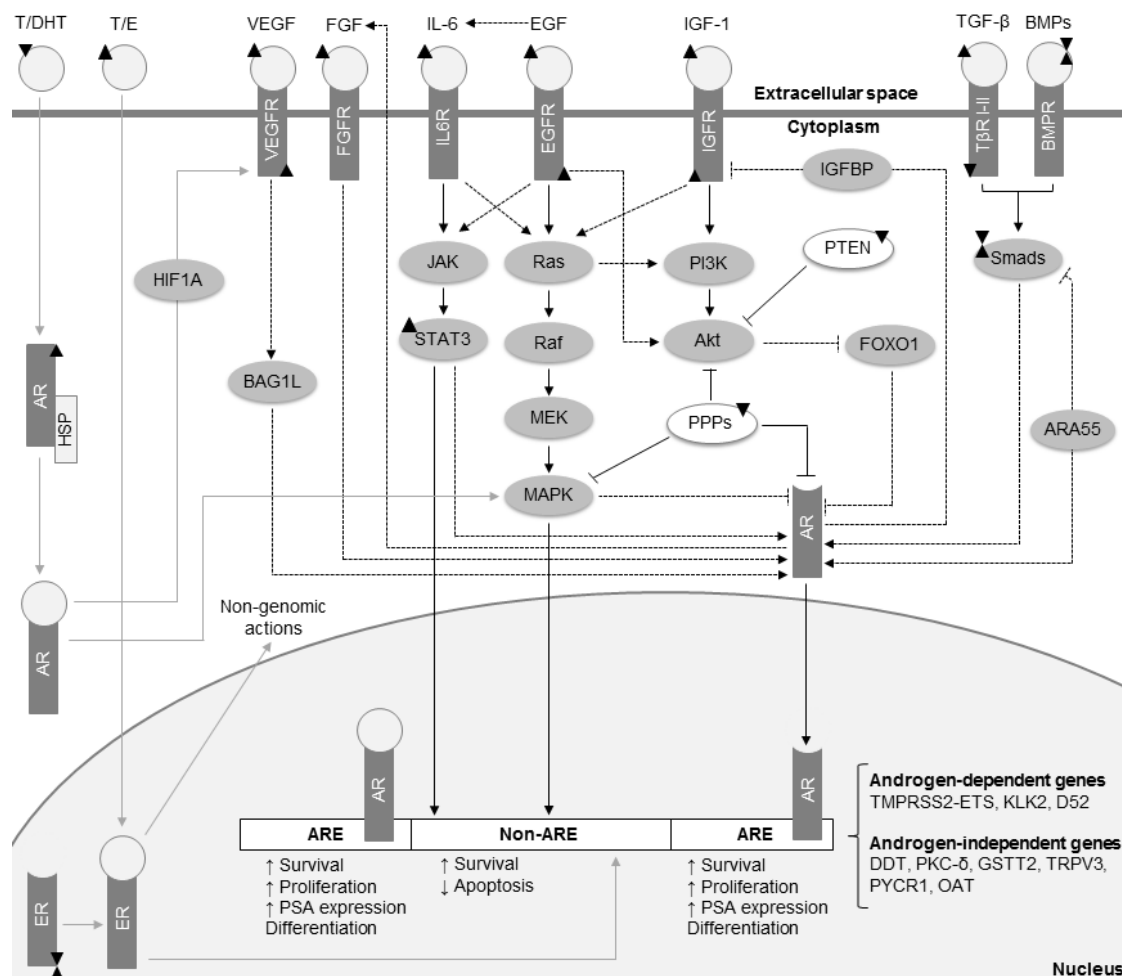 T/DHT
T/E
VEGF
FGF
IL-6
EGF
IGF-1
TGF-β
BMPs
Extracellular space
Cytoplasm
VEGFR
FGFR
IL6R
EGFR
IGFR
TβR I-II
BMPR
IGFBP
HIF1A
JAK
Ras
PI3K
PTEN
Smads
AR
HSP
BAG1L
STAT3
Raf
Akt
FOXO1
MEK
PPPs
ARA55
MAPK
AR
AR
Non-genomic
actions
AR
AR
Androgen-dependent genes
TMPRSS2-ETS, KLK2, D52
Androgen-independent genes
DDT, PKC-δ, GSTT2, TRPV3,
PYCR1, OAT
ARE
Non-ARE
ARE
↑ Survival
↑ Proliferation
↑ PSA expression
Differentiation
↑ Survival
↓ Apoptosis
↑ Survival
↑ Proliferation
↑ PSA expression
Differentiation
ER
ER
Nucleus